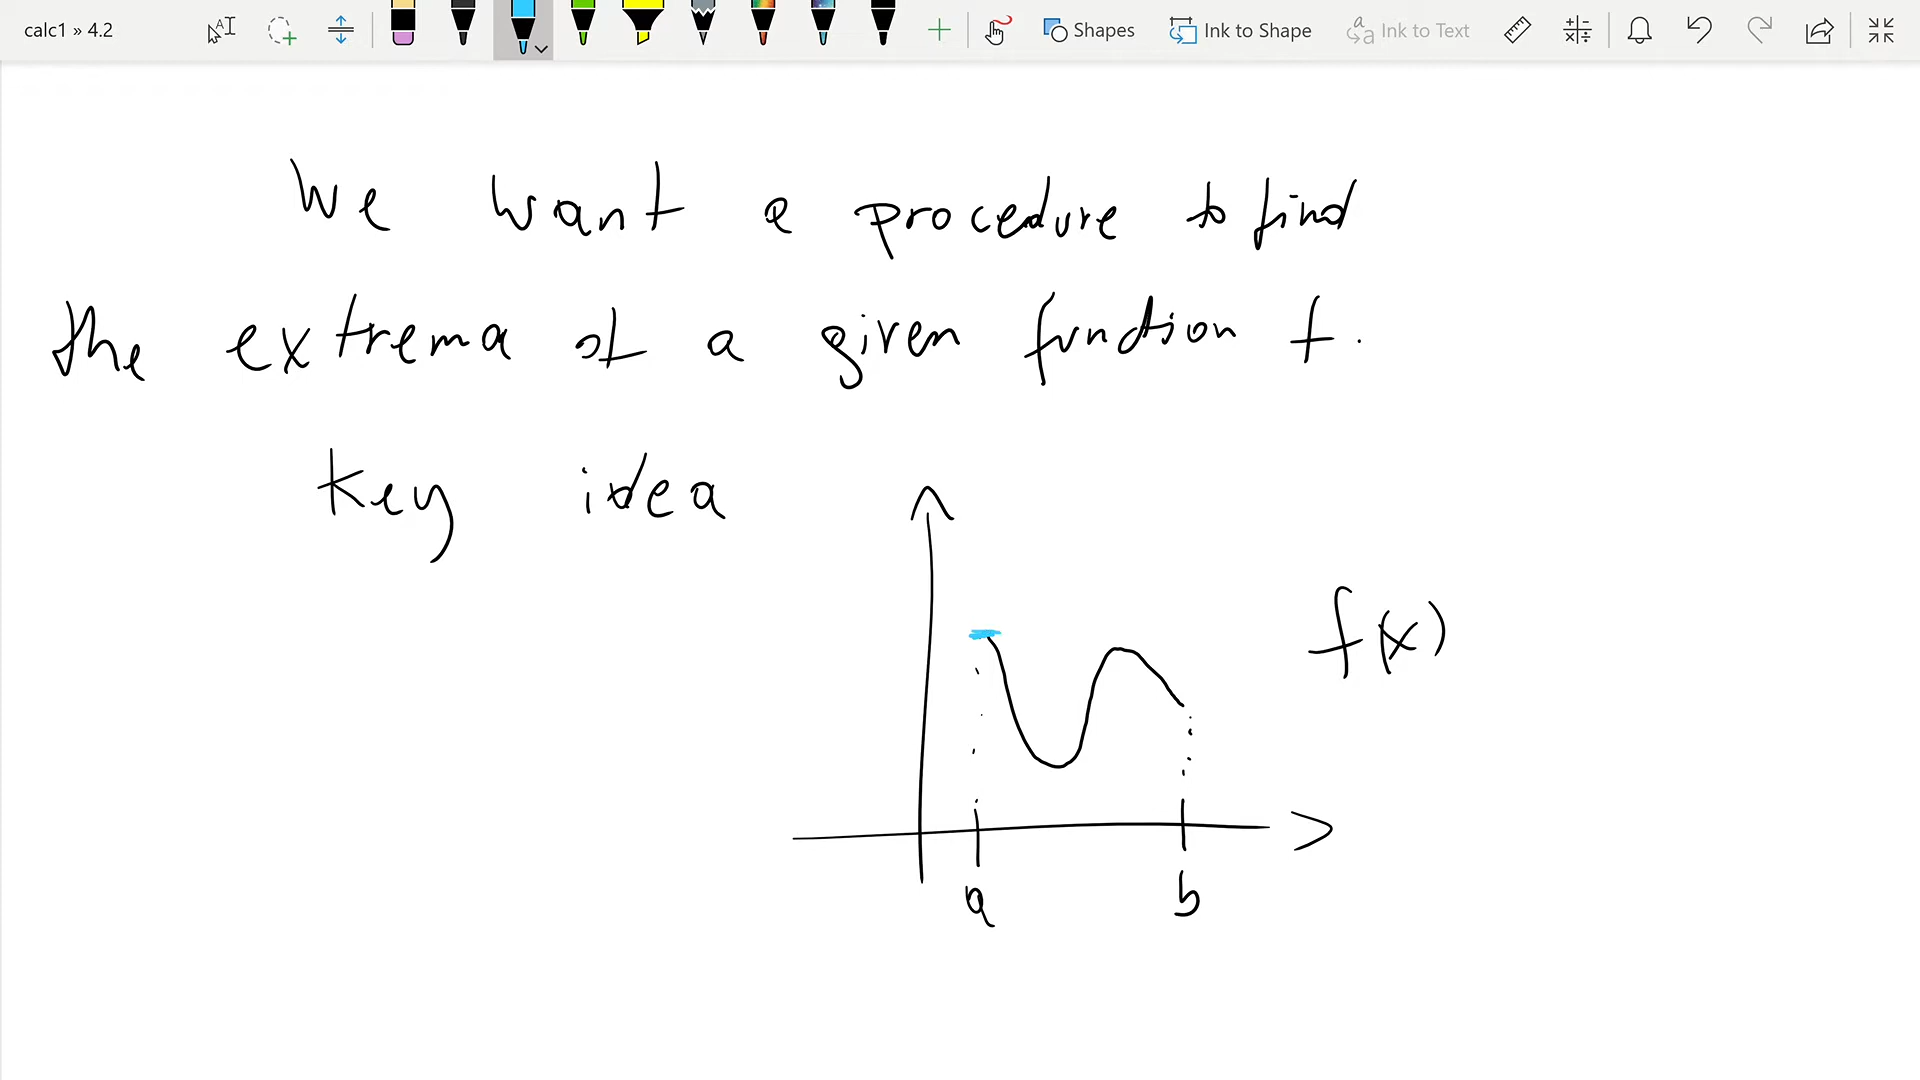 calc1 » 4.2
Shapes
Ink to Shape
Ink to Text
We want a procedure to find
the extrema of a given function f.
Key idea
f(x)
a
b